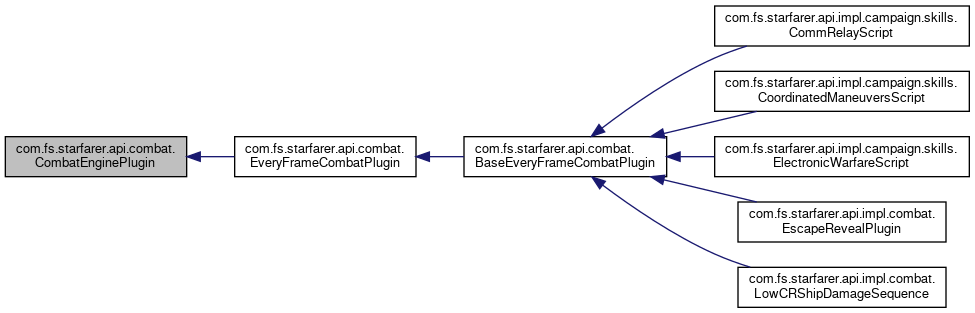 com.fs.starfarer.api.combat.
CombatEnginePlugin
com.fs.starfarer.api.combat.
EveryFrameCombatPlugin
com.fs.starfarer.api.combat.
BaseEveryFrameCombatPlugin
com.fs.starfarer.api.impl.campaign.skills.
CommRelayScript
com.fs.starfarer.api.impl.campaign.skills.
CoordinatedManeuversScript
com.fs.starfarer.api.impl.campaign.skills.
ElectronicWarfareScript
com.fs.starfarer.api.impl.combat.
EscapeRevealPlugin
com.fs.starfarer.api.impl.combat.
LowCRShipDamageSequence